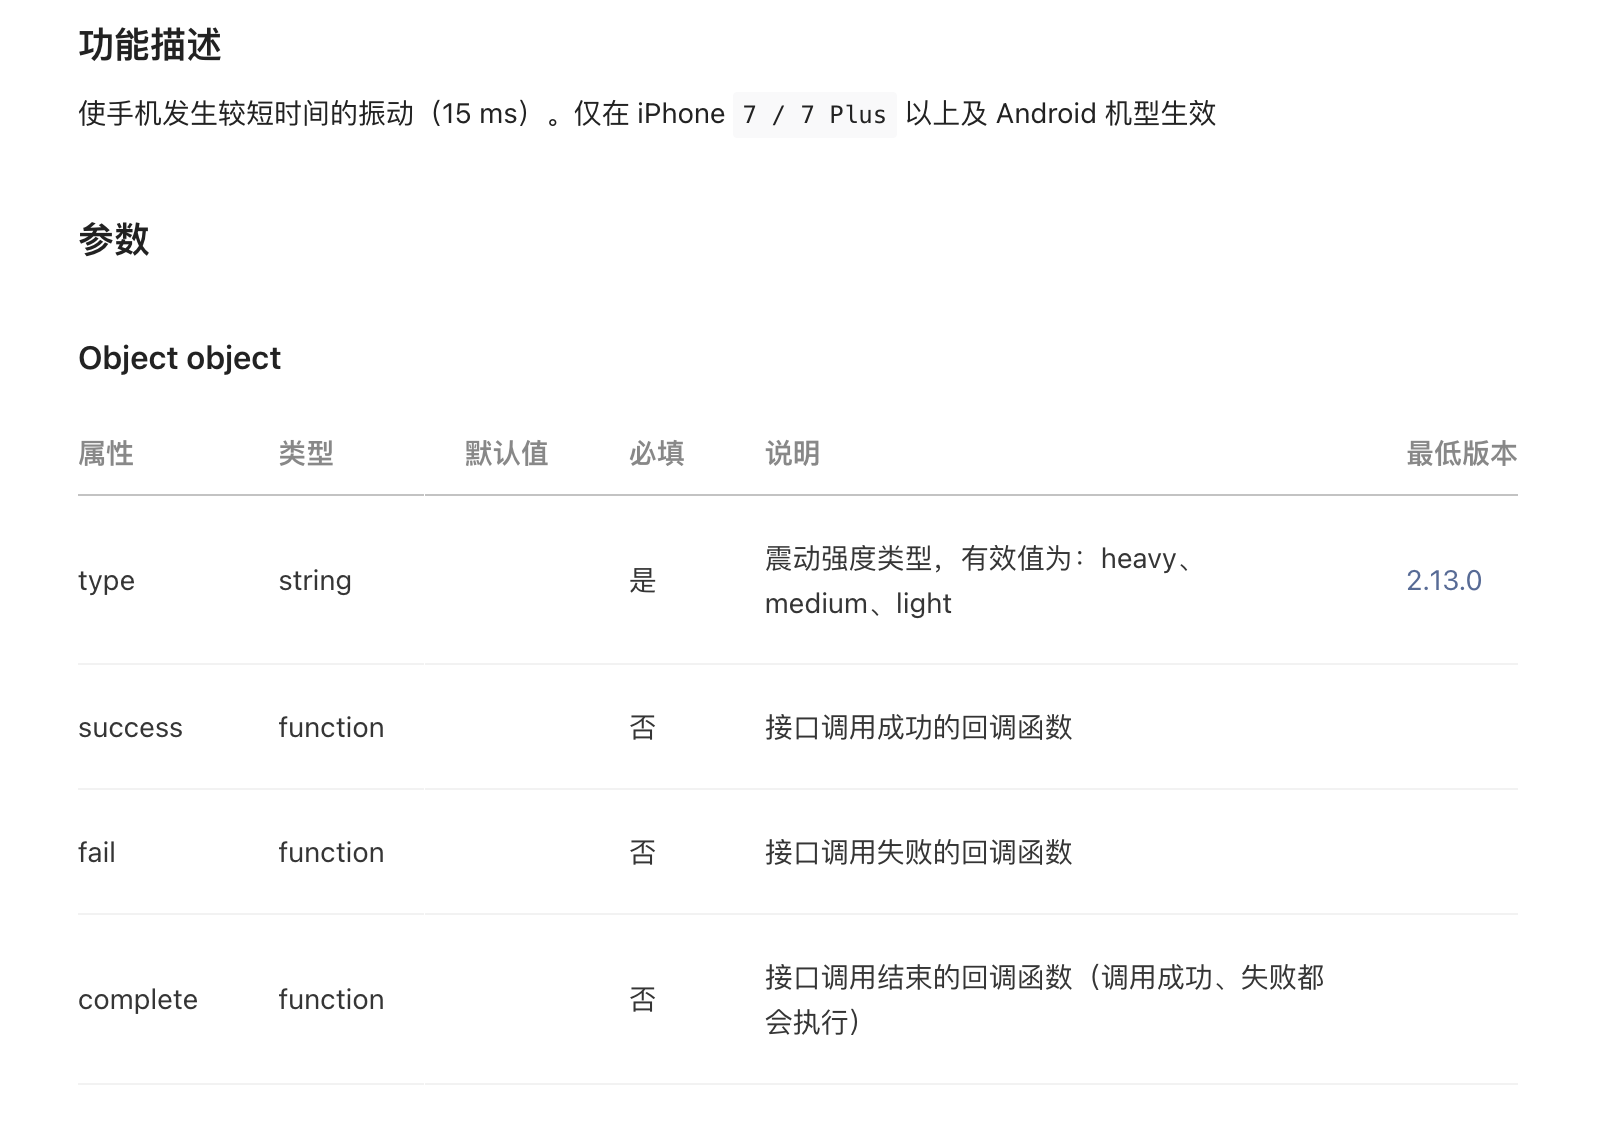 功能描述
使手机发生较短时间的振动（15 ms）。仅在 iPhone 7 / 7 Plus 以上及 Android 机型生效
参数
Object object
属性 类型 默认值 必填 说明 最低版本
type string 是 震动强度类型，有效值为：heavy、
medium、light 2.13.0
success function 否 接口调用成功的回调函数
fail function 否 接口调用失败的回调函数
complete function 否 接口调用结束的回调函数（调用成功、失败都
会执行）